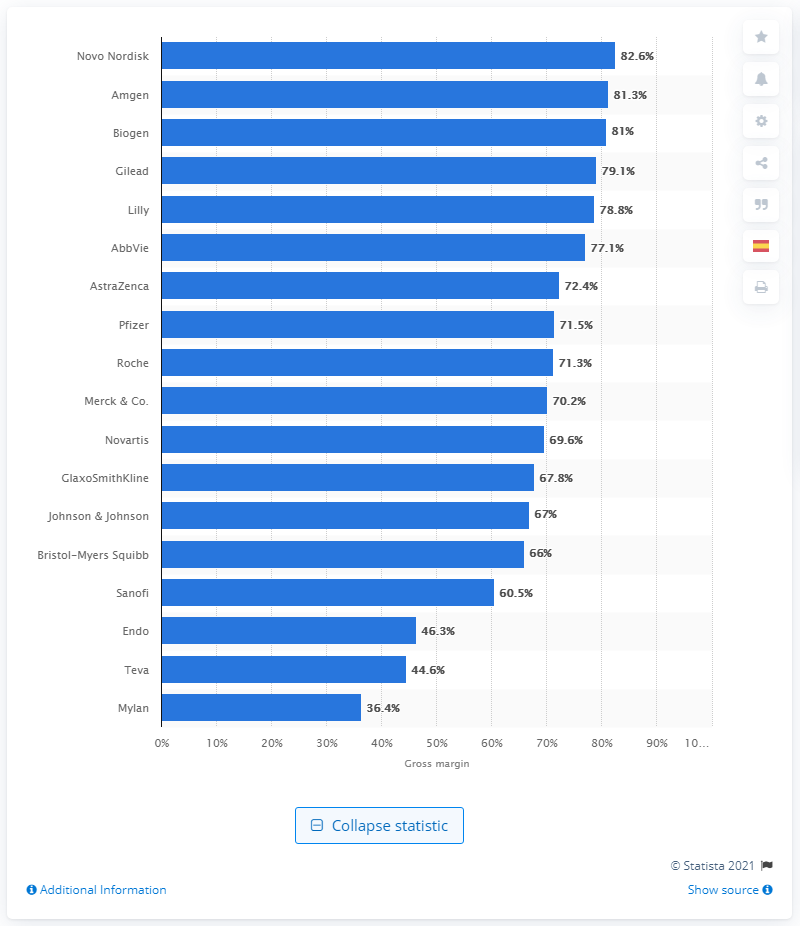 Novo Nordisk 82.6%
Amgen 81.3%
Biogen 81%
Gilead 79.1%
Lilly 78.8%
AbbVie 77.1%
AstraZenca 72.4%
Pfizer 71.5%
Roche 71.3%
Merck & Co. 70.2%
Novartis 69.6%
GlaxoSmithKline 67.8%
Johnson & Johnson 67%
Bristol-Myers Squibb 66%
Sanofi 60.5%
Endo 46.3%
Teva 44.6%
Mylan 36.4%
0% 10% 20% 30% 40% 50% 60% 70% 80% 90% 10...
Gross margin
Collapse statistic
© Statista 2021
Additional Information Show source